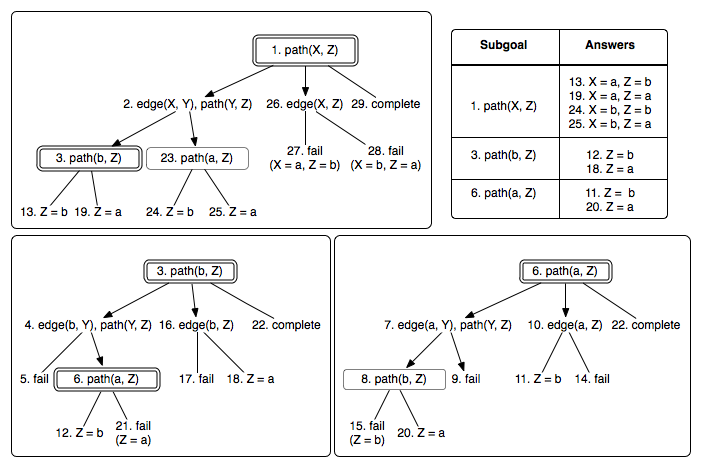 1. path(X, Z)
2. edge(X, Y), path(Y, Z) 26. edge(X, Z) 29. complete
3. path(b, Z) 23. path(a, Z) 27. fail 28. fail
(X = a, Z = b) (X = b, Z = a)
13. Z = b 19. Z = a 24. Z = b 25. Z = a
Subgoal Answers
1. path(X, Z)
13. X = a, Z = b
19. X = a, Z = a
24. X = b, Z = b
25. X = b, Z = a
3. path(b, Z)
12. Z = b
18. Z = a
6. path(a, Z)
11. Z = b
20. Z = a
3. path(b, Z)
4. edge(b, Y), path(Y, Z) 16. edge(b, Z) 22. complete
5. fail 6. path(a, Z) 17. fail 18. Z = a
12. Z = b 21. fail
(Z = a)
6. path(a, Z)
7. edge(a, Y), path(Y, Z) 10. edge(a, Z) 22. complete
8. path(b, Z) 9. fail 11. Z = b 14. fail
15. fail 20. Z = a
(Z = b)